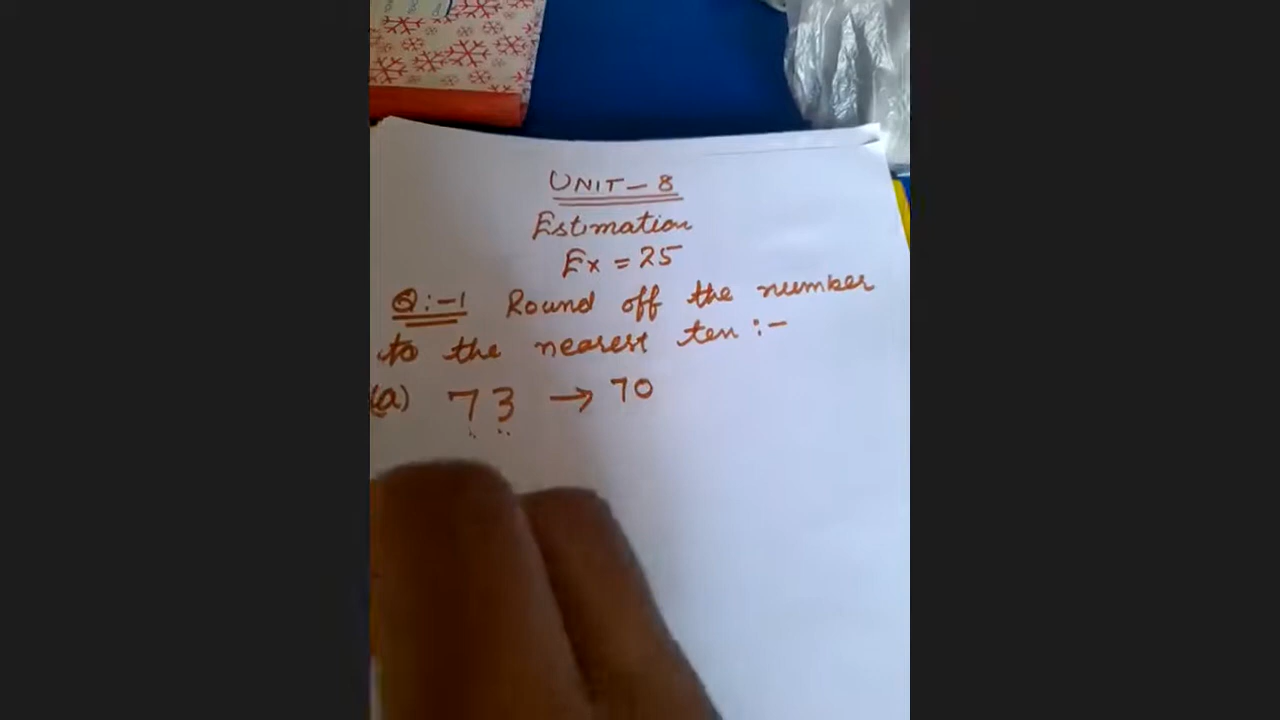 UNIT - 8
Estimation
Ex = 25
Q:-1 Round off the number
to the nearest ten :-
(a) 73 → 70